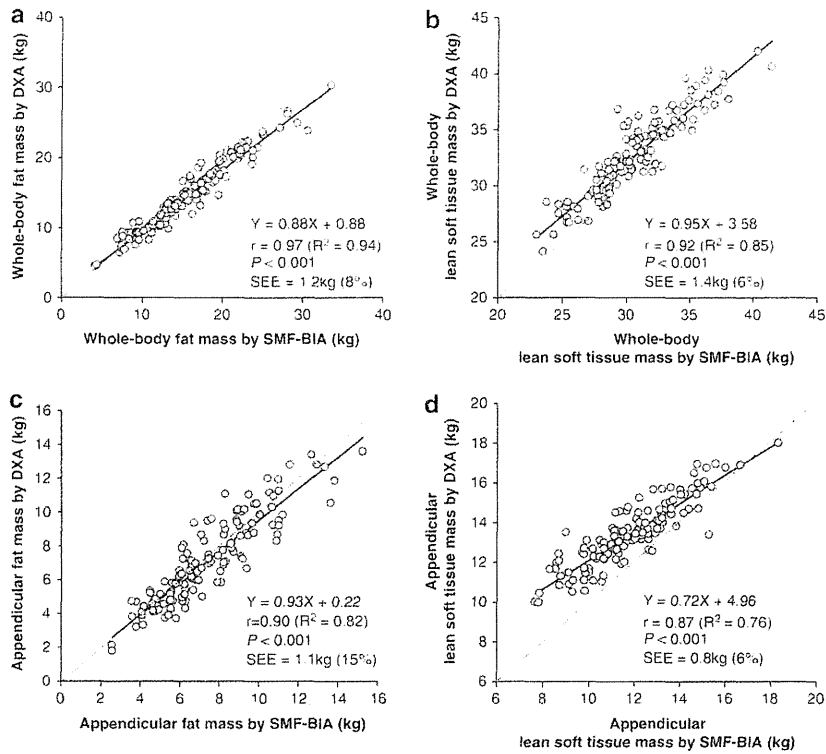 a
Whole-body fat mass by DXA (kg)
40
30
20
10
0
0 10 20 30 40
Y = 0.88X + 0.88
r = 0.97 (R² = 0.94)
P < 0.001
SEE = 1.2kg (8%)
Whole-body fat mass by SMF-BIA (kg)
b
Whole-body
lean soft tissue mass by DXA (kg)
45
40
35
30
25
20
20 25 30 35 40 45
Y = 0.95X + 3.58
r = 0.92 (R² = 0.85)
P < 0.001
SEE = 1.4kg (6%)
Whole-body
lean soft tissue mass by SMF-BIA (kg)
c
Appendicular fat mass by DXA (kg)
16
14
12
10
8
6
4
2
0
0 2 4 6 8 10 12 14 16
Y = 0.93X + 0.22
r=0.90 (R² = 0.82)
P < 0.001
SEE = 1.1kg (15%)
Appendicular fat mass by SMF-BIA (kg)
d
Appendicular
lean soft tissue mass by DXA (kg)
20
18
16
14
12
10
8
6
6 8 10 12 14 16 18 20
Y = 0.72X + 4.96
r = 0.87 (R² = 0.76)
P < 0.001
SEE = 0.8kg (6%)
Appendicular
lean soft tissue mass by SMF-BIA (kg)